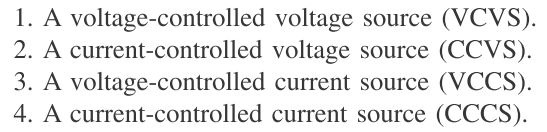 1. A voltage-controlled voltage source (VCVS).
2. A current-controlled voltage source (CCVS).
3. A voltage-controlled current source (VCCS).
4. A current-controlled current source (CCCS).